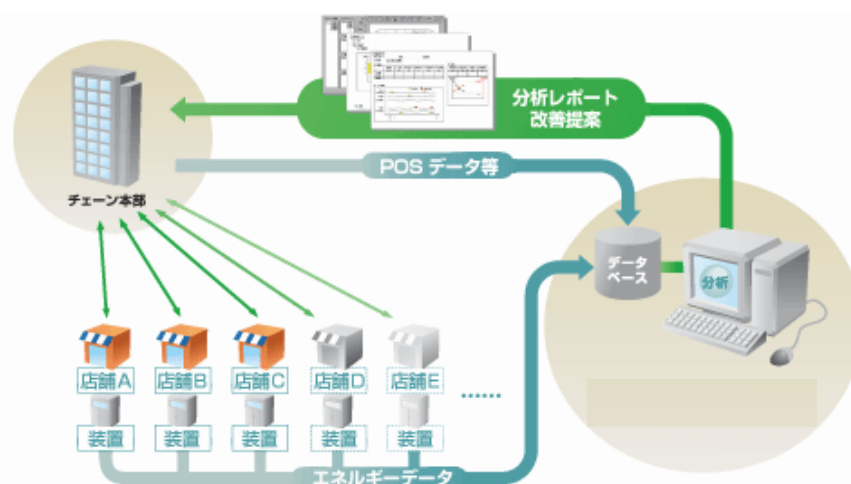 分析レポート
改善提案
POS データ等
チェーン本部
データ
ベース
分析
店舗A
店舗B
店舗C
店舗D
店舗E
……
装置
装置
装置
装置
装置
エネルギーデータ